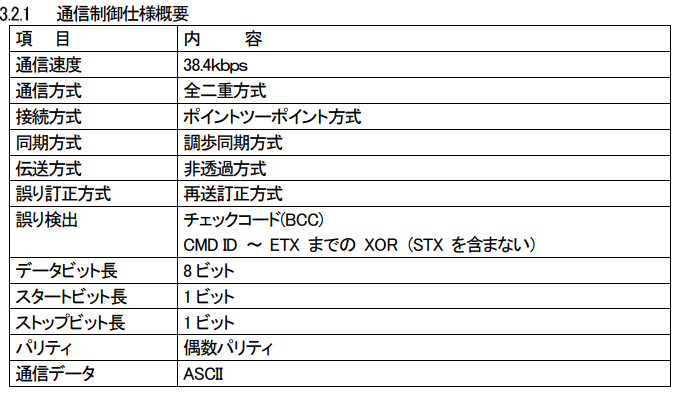 3.2.1 通信制御仕様概要
項 目 内 容
通信速度 38.4kbps
通信方式 全二重方式
接続方式 ポイントツーポイント方式
同期方式 調歩同期方式
伝送方式 非透過方式
誤り訂正方式 再送訂正方式
誤り検出 チェックコード(BCC)
CMD ID ～ ETX までの XOR (STX を含まない)
データビット長 8 ビット
スタートビット長 1 ビット
ストップビット長 1 ビット
パリティ 偶数パリティ
通信データ ASCII